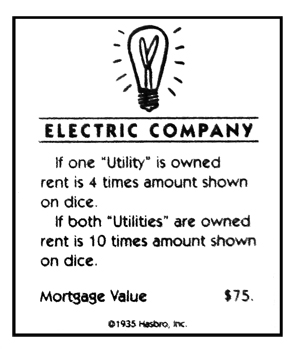 ELECTRIC COMPANY
If one "Utility" is owned
rent is 4 times amount shown
on dice.
If both "Utilities" are owned
rent is 10 times amount shown
on dice.
Mortgage Value $75.
©1935 Hasbro, Inc.